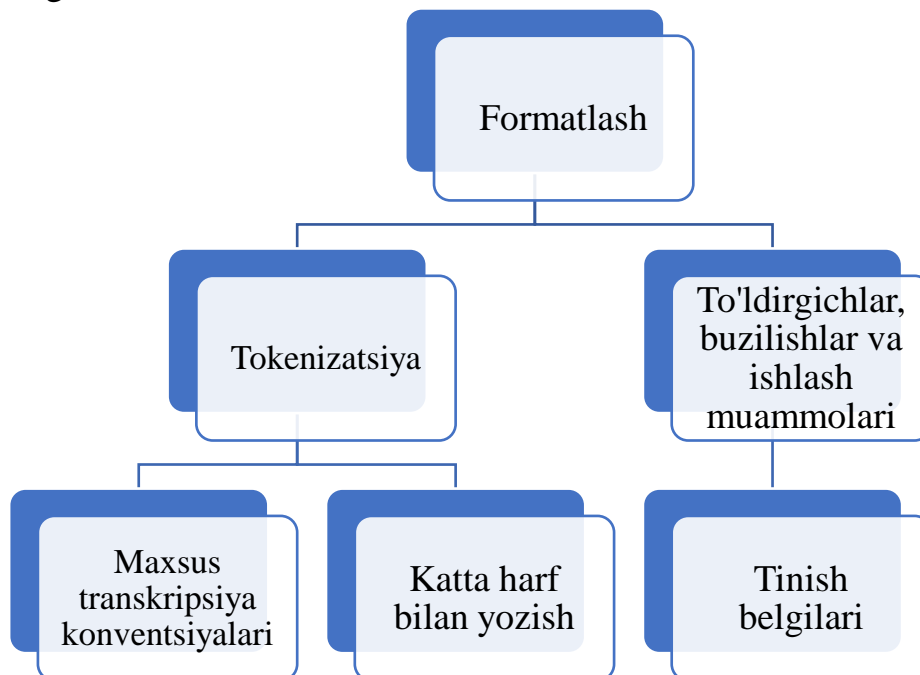 Formatlash
Tokenizatsiya
To'ldirgichlar,
buzilishlar va
ishlash
muammolari
Maxsus
transkripsiya
konventsiyalari
Katta harf
bilan yozish
Tinish
belgilari